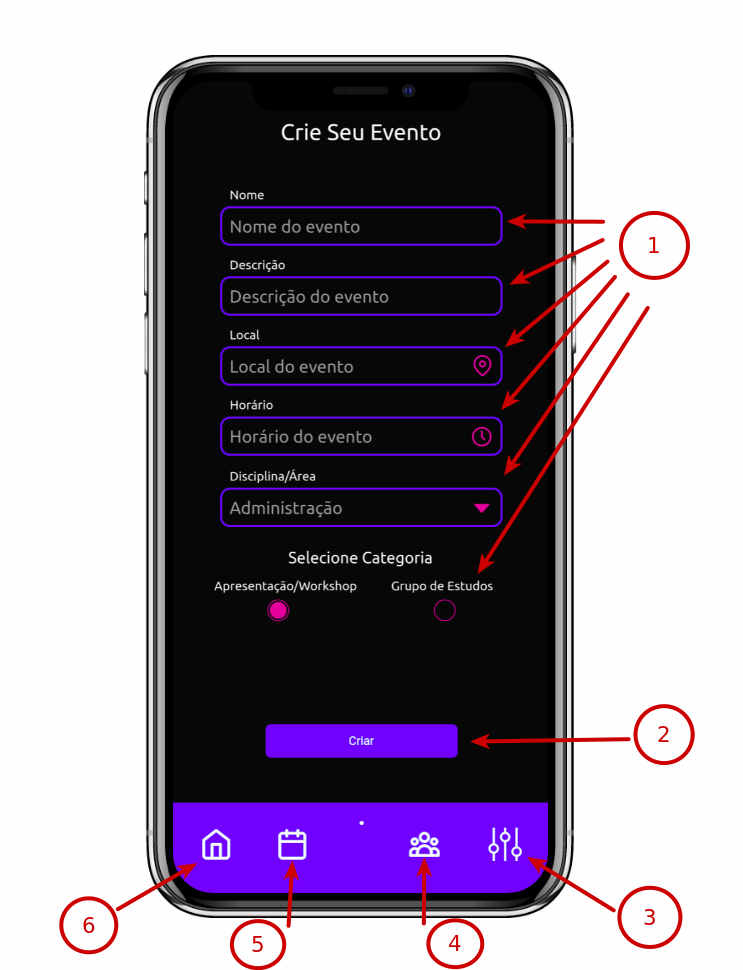 Crie Seu Evento
Nome
Nome do evento
1
Descrição
Descrição do evento
Local
Local do evento
Horário
Horário do evento
Disciplina/Área
Administração
Selecione Categoria
Apresentação/Workshop Grupo de Estudos
Criar
2
6
5
4
3